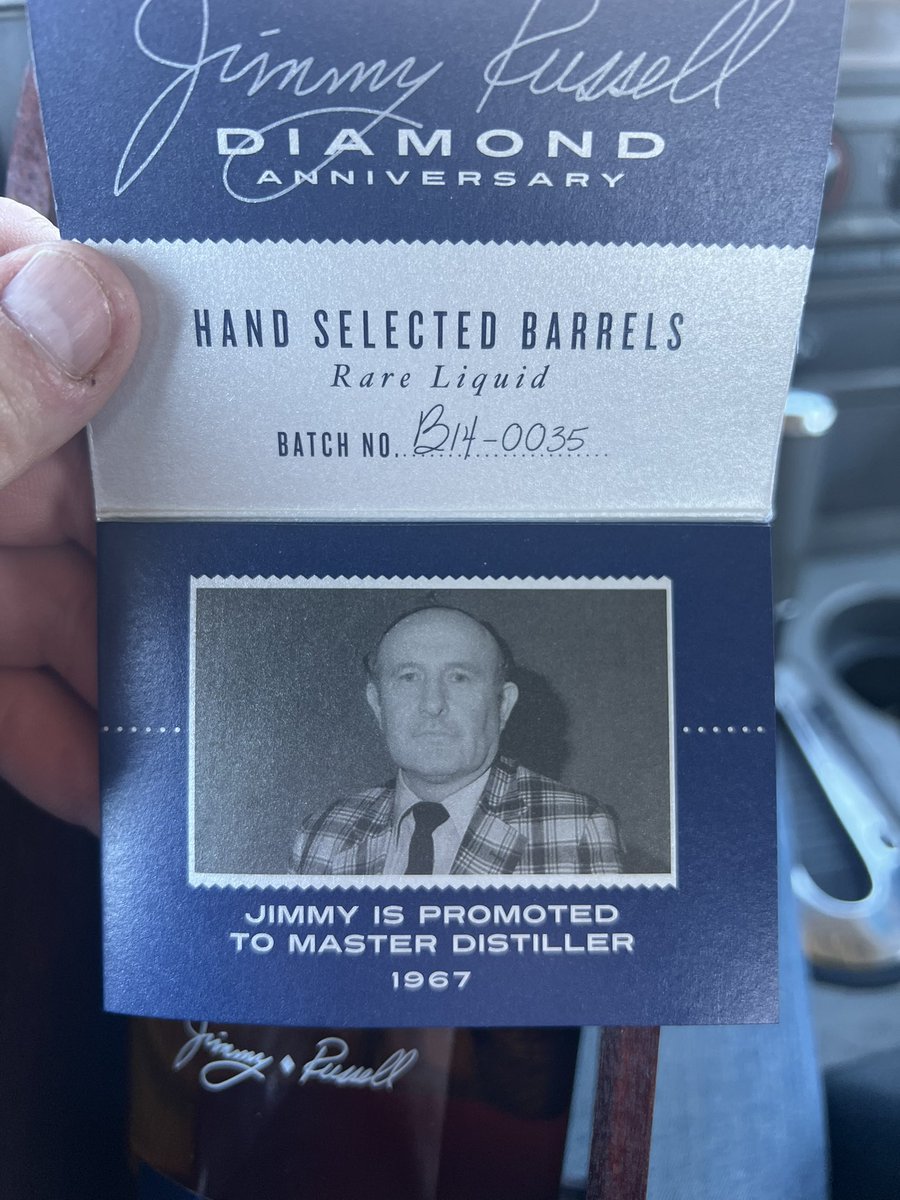 Jimmy Russell
DIAMOND
ANNIVERSARY
HAND SELECTED BARRELS
Rare Liquid
BATCH NO. B14-0035
JIMMY IS PROMOTED
TO MASTER DISTILLER
1967
Jimmy Russell